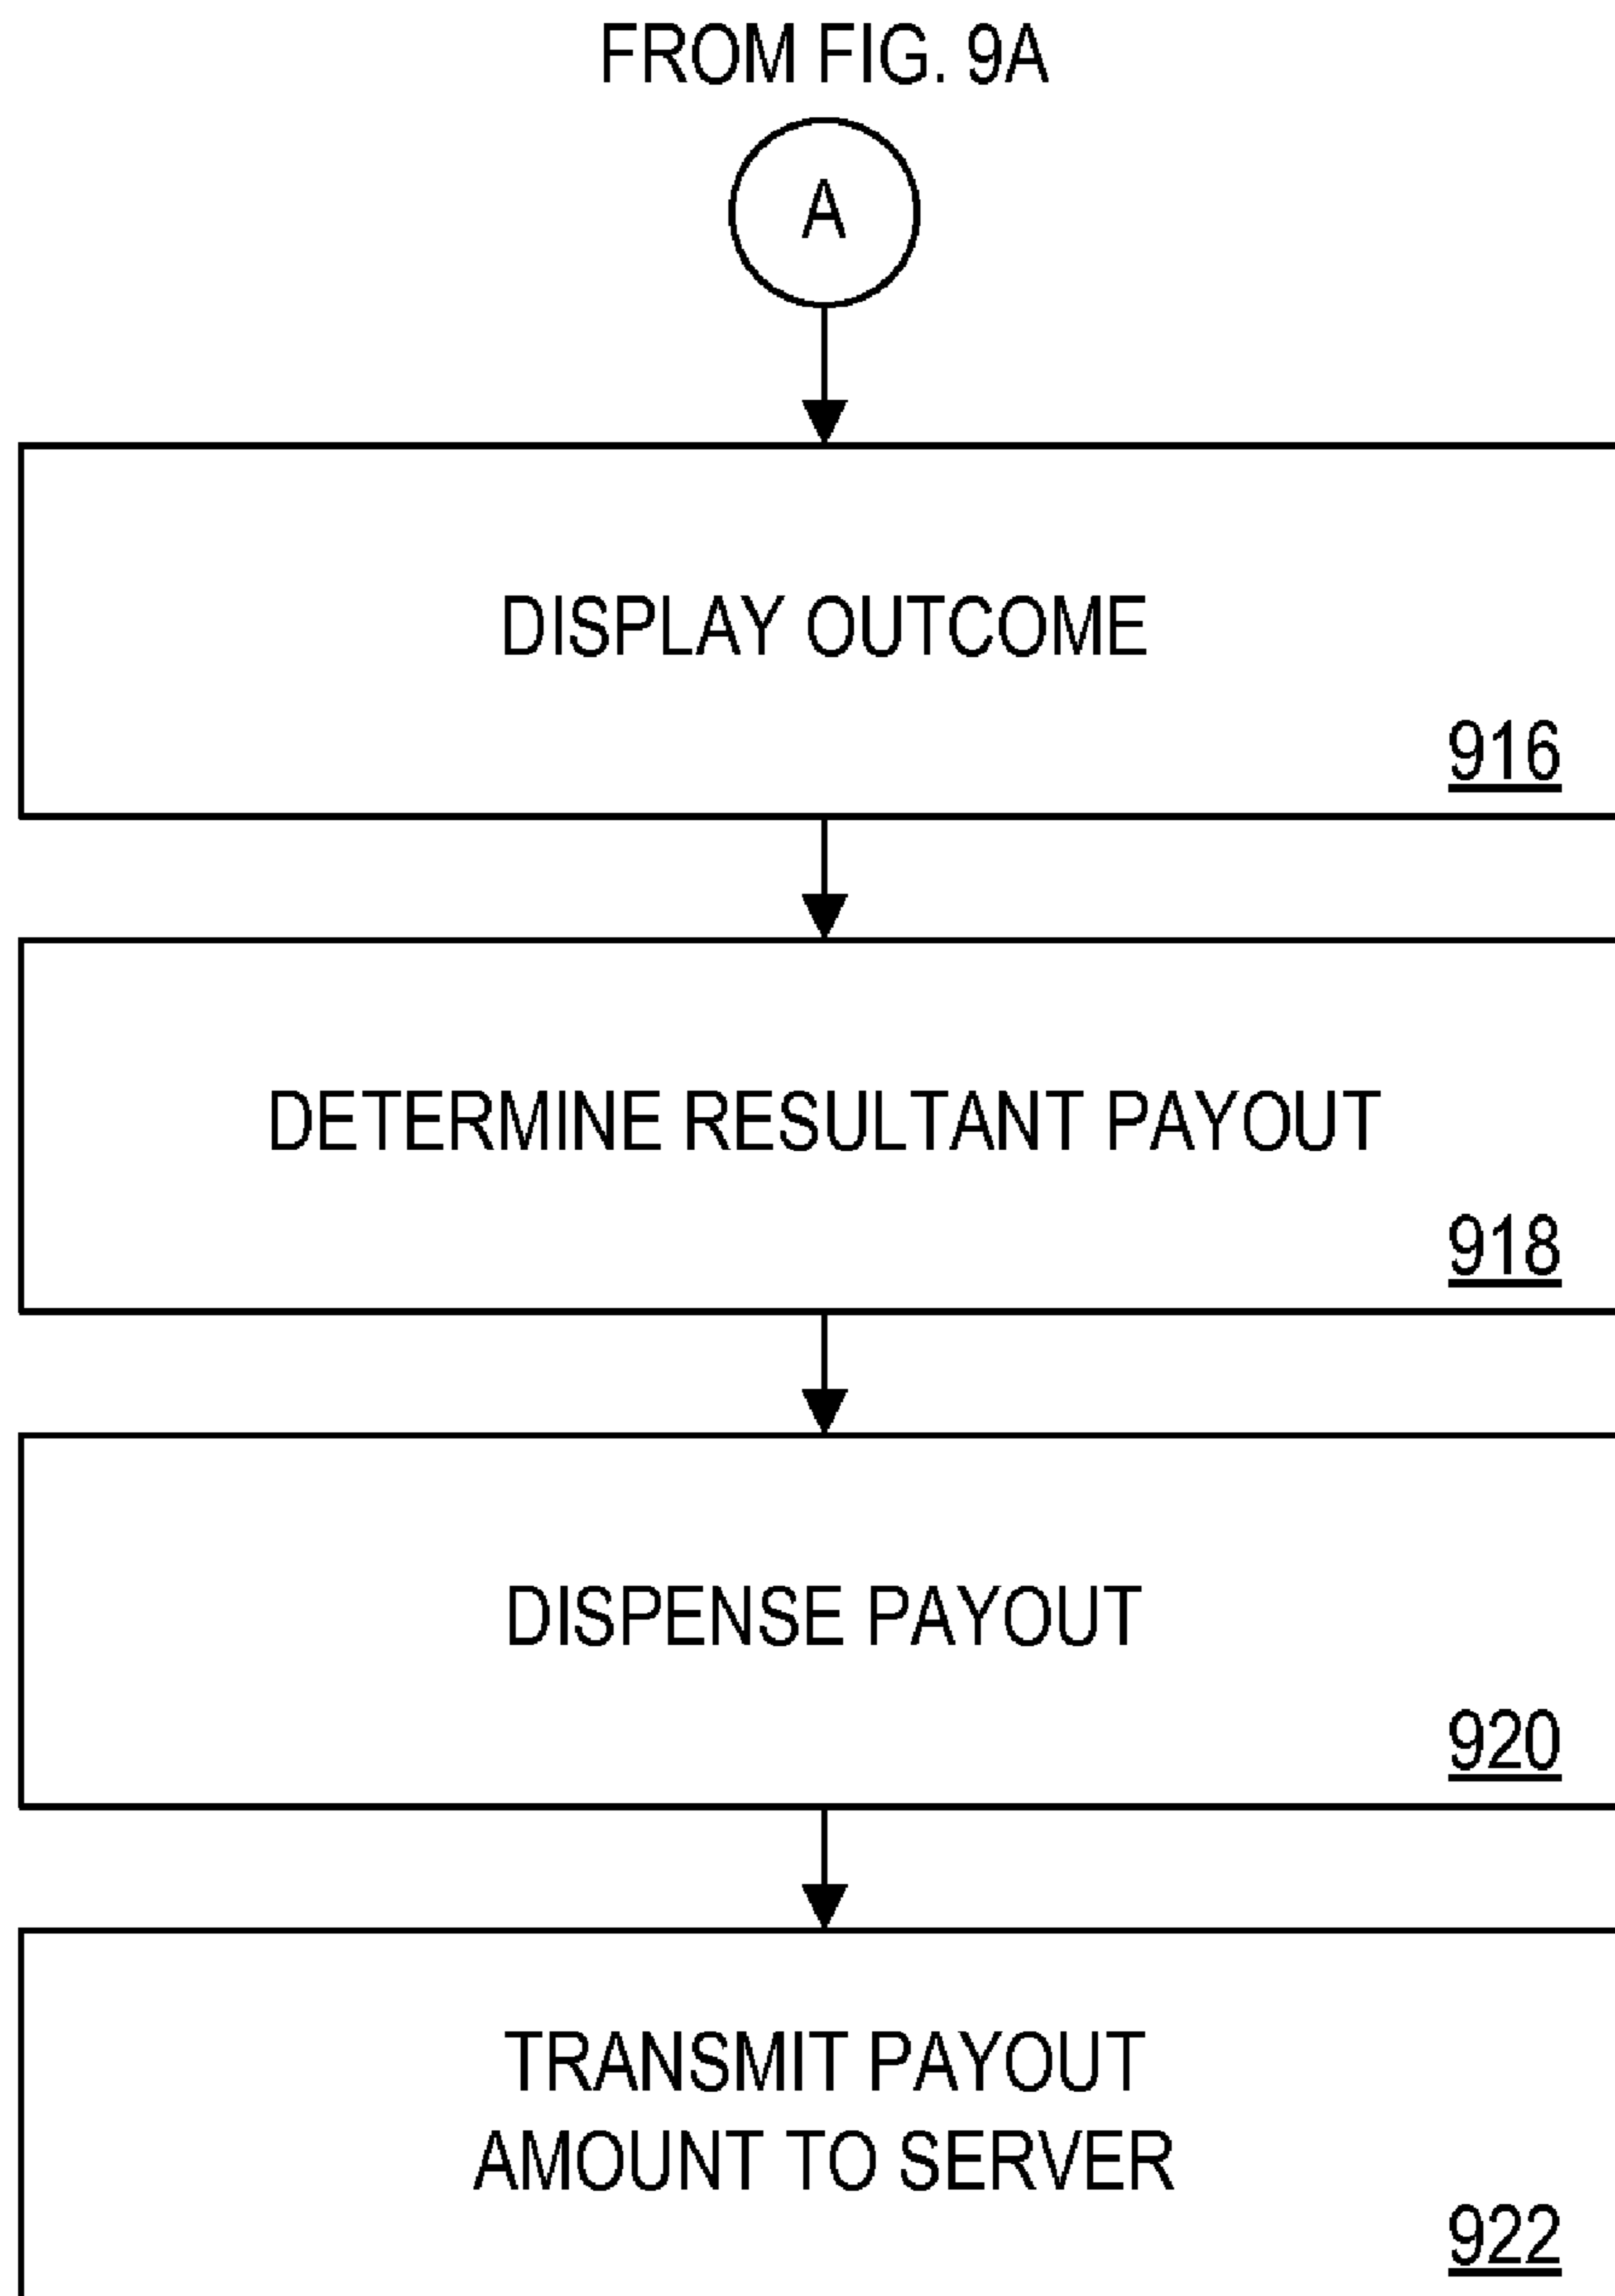 FROM FIG. 9A
A
DISPLAY OUTCOME
916
DETERMINE RESULTANT PAYOUT
918
DISPENSE PAYOUT
920
TRANSMIT PAYOUT
AMOUNT TO SERVER
922